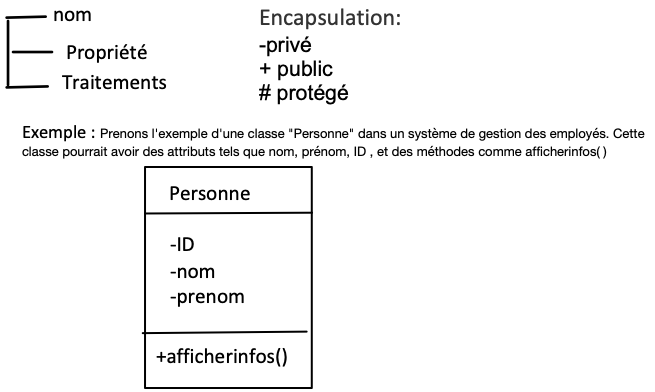 nom
Propriété
Traitements
Encapsulation:
-privé
+ public
# protégé
Exemple : Prenons l'exemple d'une classe "Personne" dans un système de gestion des employés. Cette
classe pourrait avoir des attributs tels que nom, prénom, ID , et des méthodes comme afficherinfos( )
Personne
-ID
-nom
-prenom
+afficherinfos()